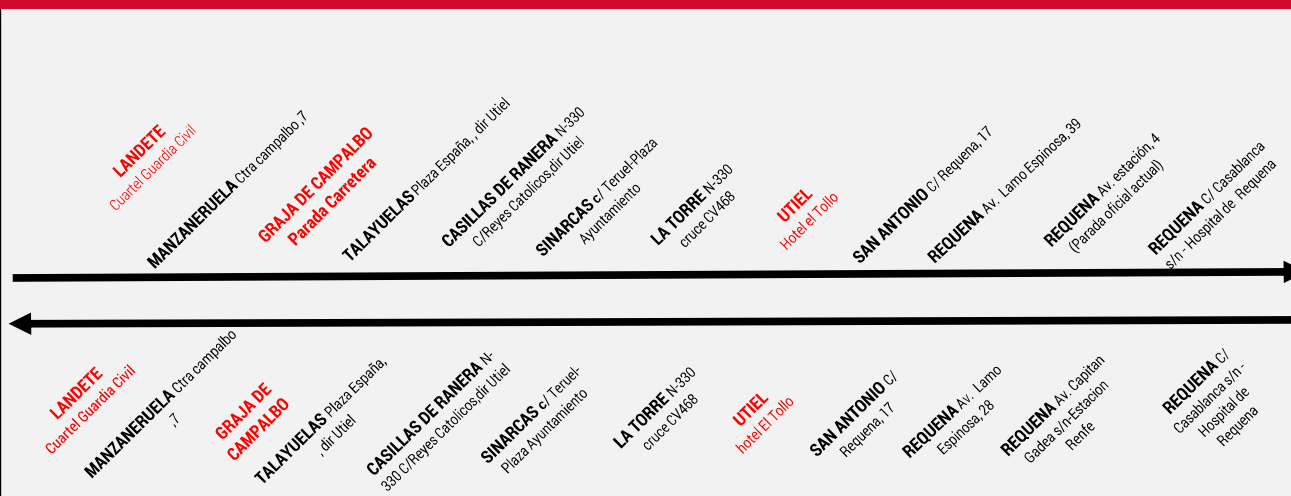 LANDETE
Cuartel Guardia Civil
MANZANERUELA Ctra campalbo ,7
GRAJA DE CAMPALBO
Parada Carretera
TALAYUELAS Plaza España, , dir Utiel
CASILLAS DE RANERA N-330
C/Reyes Catolicos,dir Utiel
SINARCAS c/ Teruel-Plaza
Ayuntamiento
LA TORRE N-330
cruce CV468
UTIEL
Hotel el Tollo
SAN ANTONIO C/ Requena, 17
REQUENA Av. Lamo Espinosa, 39
REQUENA Av. estación. 4
(Parada oficial actual)
REQUENA C/ Casablanca
s/n - Hospital de Requena
LANDETE
Cuartel Guardia Civil
MANZANERUELA Ctra campalbo
,7
GRAJA DE
CAMPALBO
TALAYUELAS Plaza España,
, dir Utiel
CASILLAS DE RANERA N-
330 C/Reyes Catolicos,dir Utiel
SINARCAS c/ Teruel-
Plaza Ayuntamiento
LA TORRE N-330
cruce CV468
UTIEL
hotel El Tollo
SAN ANTONIO C/
Requena, 17
REQUENA Av. Lamo
Espinosa, 28
REQUENA Av. Capitan
Gadea s/n-Estacion
Renfe
REQUENA C/
Casablanca s/n-
Hospital de
Requena